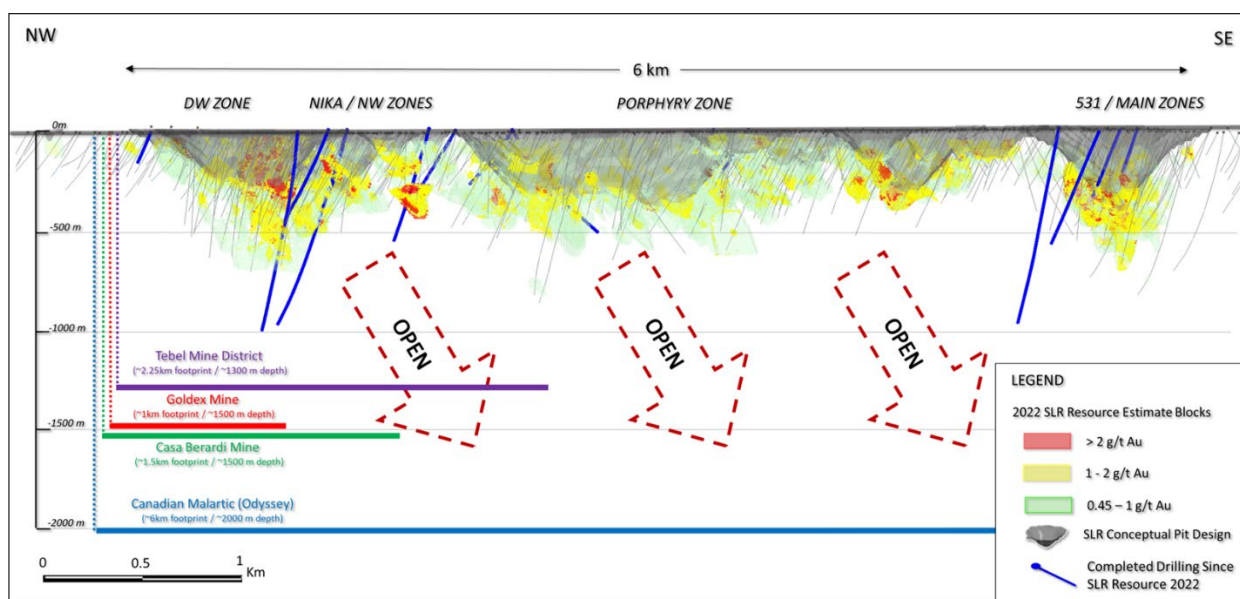 NW
SE
6 km
DW ZONE
NIKA / NW ZONES
PORPHYRY ZONE
531 / MAIN ZONES
0m
-500 m
-1000 m
-1500 m
-2000 m
OPEN
OPEN
OPEN
Tebel Mine District
(~2.25km footprint / ~1300 m depth)
Goldex Mine
(~1km footprint / ~1500 m depth)
Casa Berardi Mine
(~1.5km footprint / ~1500 m depth)
Canadian Malartic (Odyssey)
(~6km footprint / ~2000 m depth)
0 0.5 1
Km
LEGEND
2022 SLR Resource Estimate Blocks
> 2 g/t Au
1 - 2 g/t Au
0.45 – 1 g/t Au
SLR Conceptual Pit Design
Completed Drilling Since
SLR Resource 2022